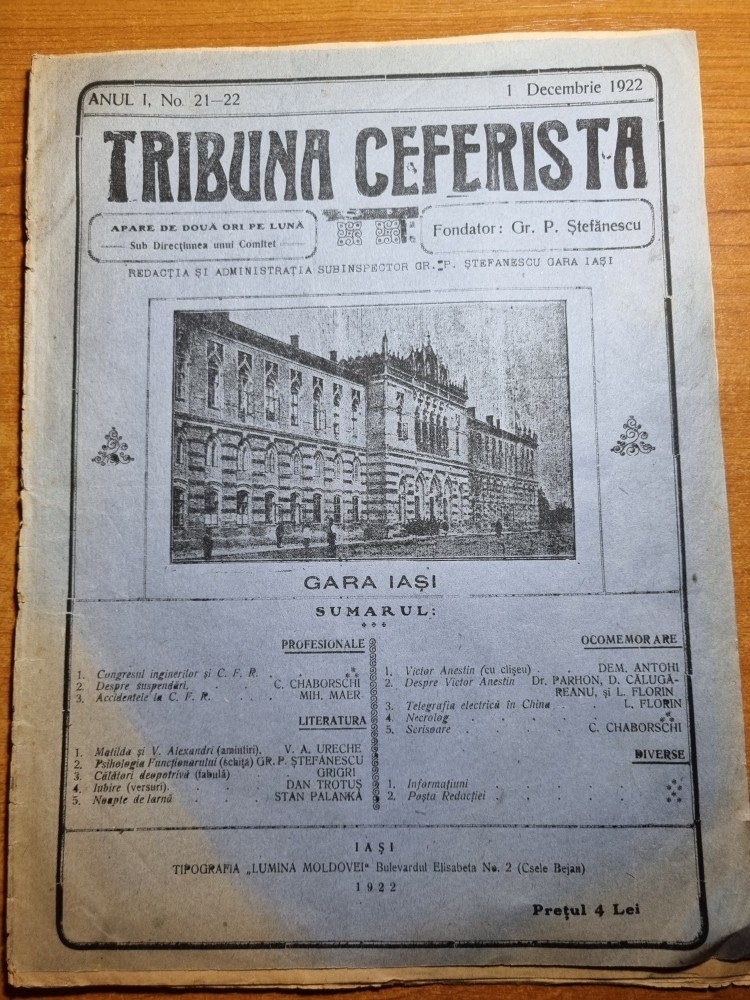 ANUL I, No. 21—22
1 Decembrie 1922
TRIBUNA CEFERISTA
APARE DE DOUĂ ORI PE LUNĂ
Sub Direcțiunea unui Comitet
Fondator: Gr. P. Ștefănescu
REDACȚIA ȘI ADMINISTRATIA SUBINSPECTOR GR. P. ȘTEFANESCU GARA IAȘI
GARA IAȘI
SUMARUL:
PROFESIONALE
1. Congresul inginerilor și C. F. R.
2. Despre suspendări. C. CHABORSCHI
3. Accidentele la C. F. R. MIH. MAER
LITERATURA
1. Matilda și V. Alexandri (amintiri). V. A. URECHE
2. Psihologia Funcționarului (schiță) GR. P. ȘTEFĂNESCU
3. Călători deopotrivă (fabulă) GRIGRI
4. Iubire (versuri). DAN TROTUȘ
5. Noapte de Iarnă STAN PALANKĂ
OCOMEMORARE
1. Victor Anestin (cu clișeu) DEM. ANTOHI
2. Despre Victor Anestin Dr. PARHON, D. CĂLUGĂ-
REANU, și L. FLORIN
3. Telegrafia electrică în China L. FLORIN
4. Necrolog
5. Scrisoare C. CHABORSCHI
DIVERSE
1. Informațiuni
2. Poșta Redacției
IAȘI
TIPOGRAFIA „LUMINA MOLDOVEI" Bulevardul Elisabeta No. 2 (Csele Bejan)
1922
Prețul 4 Lei